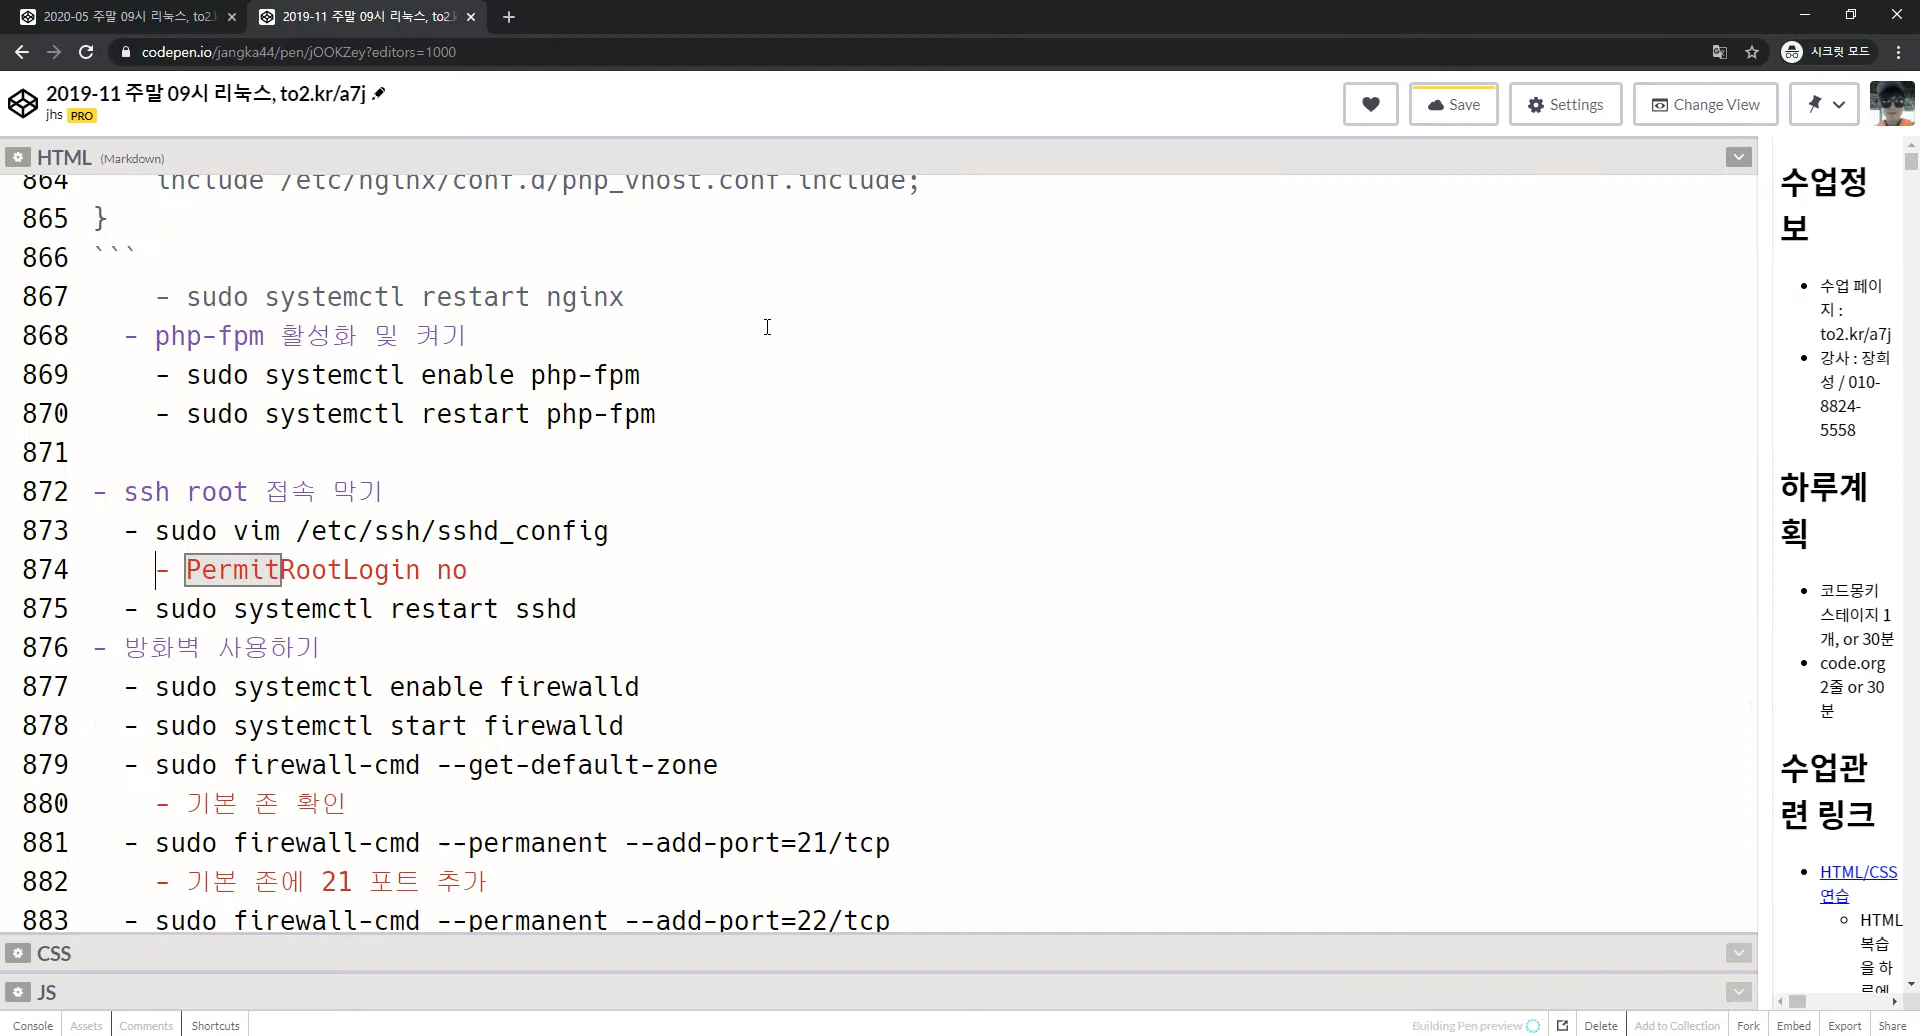 2020-05 주말 09시 리눅스, to2.
2019-11 주말 09시 리눅스, to2.k
codepen.io/jangka44/pen/jOOKZey?editors=1000
시크릿 모드
2019-11 주말 09시 리눅스, to2.kr/a7j
jhs PRO
Save
Settings
Change View
HTML (Markdown)
864 include /etc/nginx/conf.d/php_vhost.conf.include;
865 }
866 ```
867 - sudo systemctl restart nginx
868 - php-fpm 활성화 및 켜기
869 - sudo systemctl enable php-fpm
870 - sudo systemctl restart php-fpm
871
872 - ssh root 접속 막기
873 - sudo vim /etc/ssh/sshd_config
874 - PermitRootLogin no
875 - sudo systemctl restart sshd
876 - 방화벽 사용하기
877 - sudo systemctl enable firewalld
878 - sudo systemctl start firewalld
879 - sudo firewall-cmd --get-default-zone
880 - 기본 존 확인
881 - sudo firewall-cmd --permanent --add-port=21/tcp
882 - 기본 존에 21 포트 추가
883 - sudo firewall-cmd --permanent --add-port=22/tcp
CSS
JS
수업정
보
수업 페이
지 :
to2.kr/a7j
강사 : 장희
성 / 010-
8824-
5558
하루계
획
코드몽키
스테이지 1
개, or 30분
code.org
2줄 or 30
분
수업관
련 링크
HTML/CSS
연습
HTML
복습
을 하
루에
Console Assets Comments Shortcuts
Building Pen preview Delete Add to Collection Fork Embed Export Share